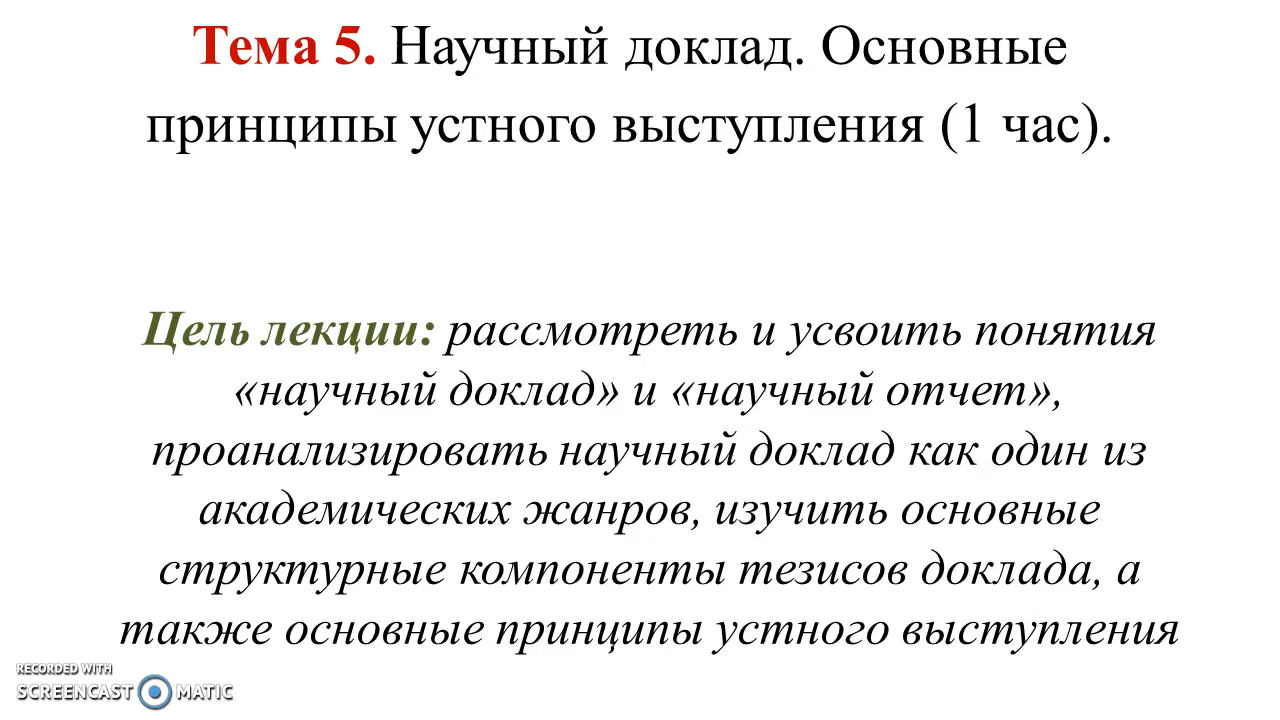 Тема 5. Научный доклад. Основные
принципы устного выступления (1 час).
Цель лекции: рассмотреть и усвоить понятия
«научный доклад» и «научный отчет»,
проанализировать научный доклад как один из
академических жанров, изучить основные
структурные компоненты тезисов доклада, а
также основные принципы устного выступления
RECORDED WITH
SCREENCAST MATIC